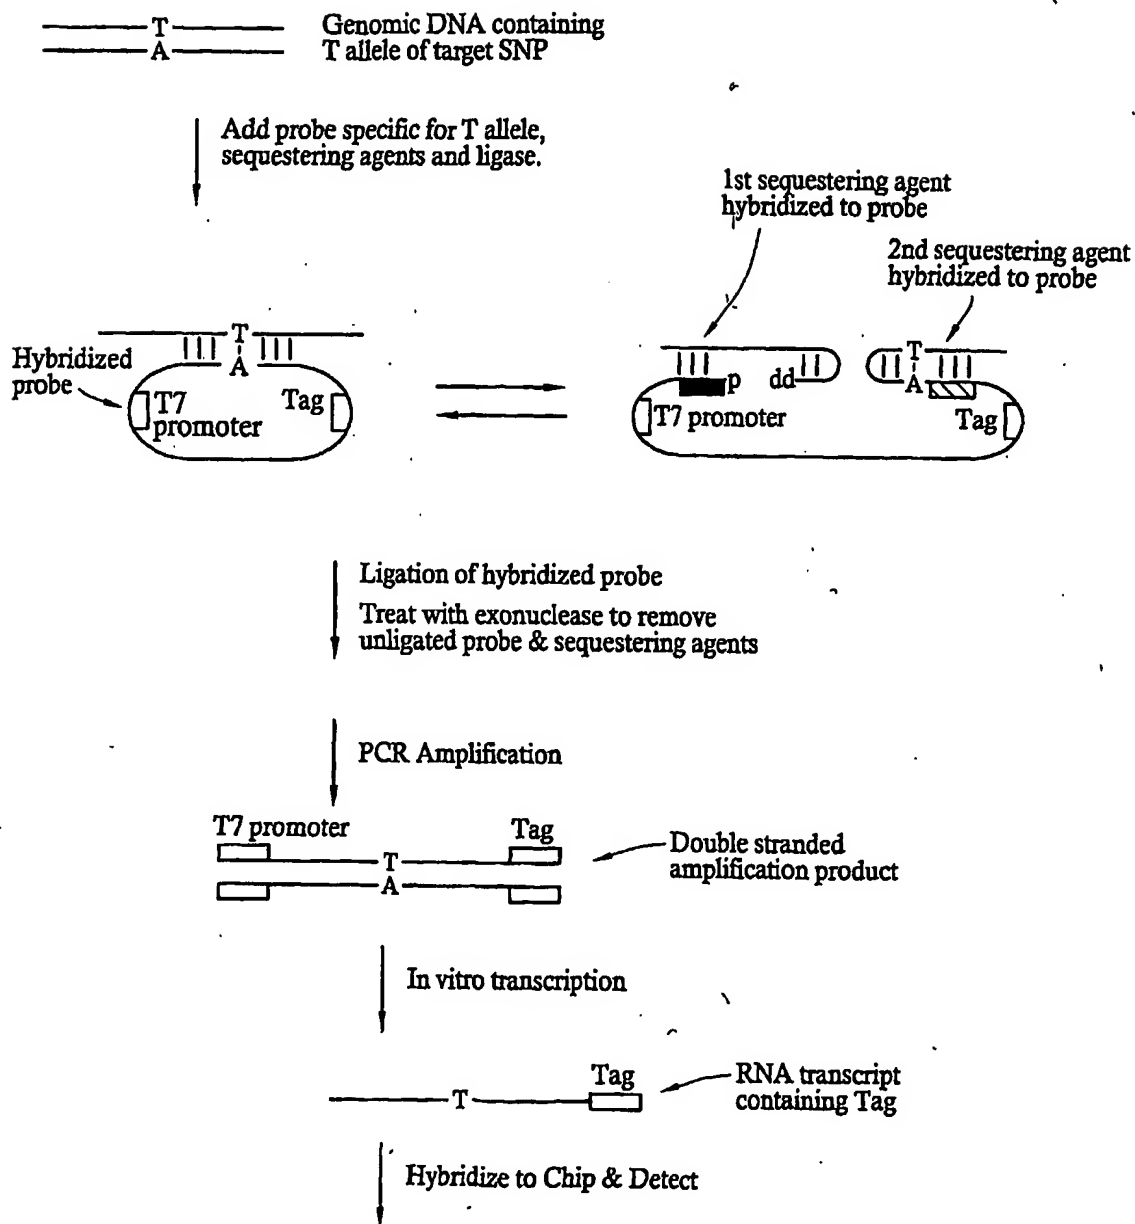 T
A
Genomic DNA containing
T allele of target SNP
Add probe specific for T allele,
sequestering agents and ligase.
1st sequestering agent
hybridized to probe
2nd sequestering agent
hybridized to probe
Hybridized
probe
T
A
T7
promoter
Tag
p
dd
T
A
T7 promoter
Tag
Ligation of hybridized probe
Treat with exonuclease to remove
unligated probe & sequestering agents
PCR Amplification
T7 promoter
Tag
T
A
Double stranded
amplification product
In vitro transcription
Tag
T
RNA transcript
containing Tag
Hybridize to Chip & Detect